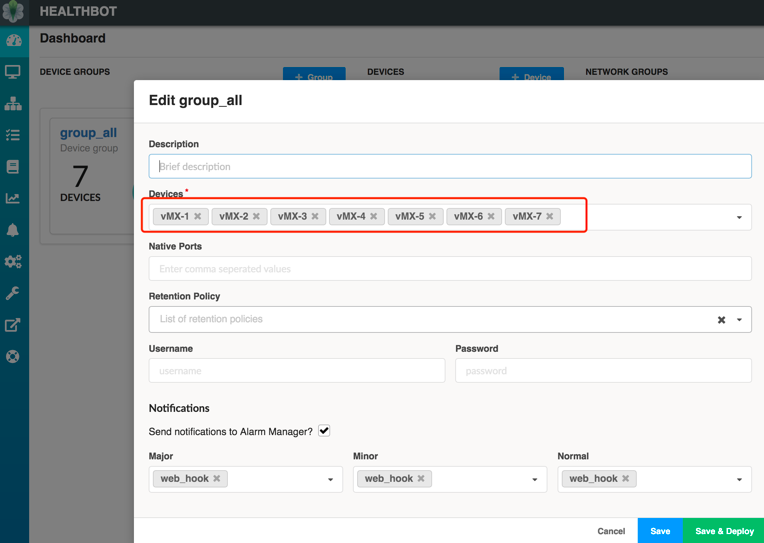 HEALTHBOT
Dashboard
DEVICE GROUPS
+ Group
DEVICES
+ Device
NETWORK GROUPS
group_all
Device group
7
DEVICES
Edit group_all
Description
Brief description
Devices *
vMX-1 ✖ vMX-2 ✖ vMX-3 ✖ vMX-4 ✖ vMX-5 ✖ vMX-6 ✖ vMX-7 ✖
Native Ports
Enter comma seperated values
Retention Policy
List of retention policies
Username Password
username password
Notifications
Send notifications to Alarm Manager?
Major Minor Normal
web_hook ✖ web_hook ✖ web_hook ✖
Cancel Save Save & Deploy